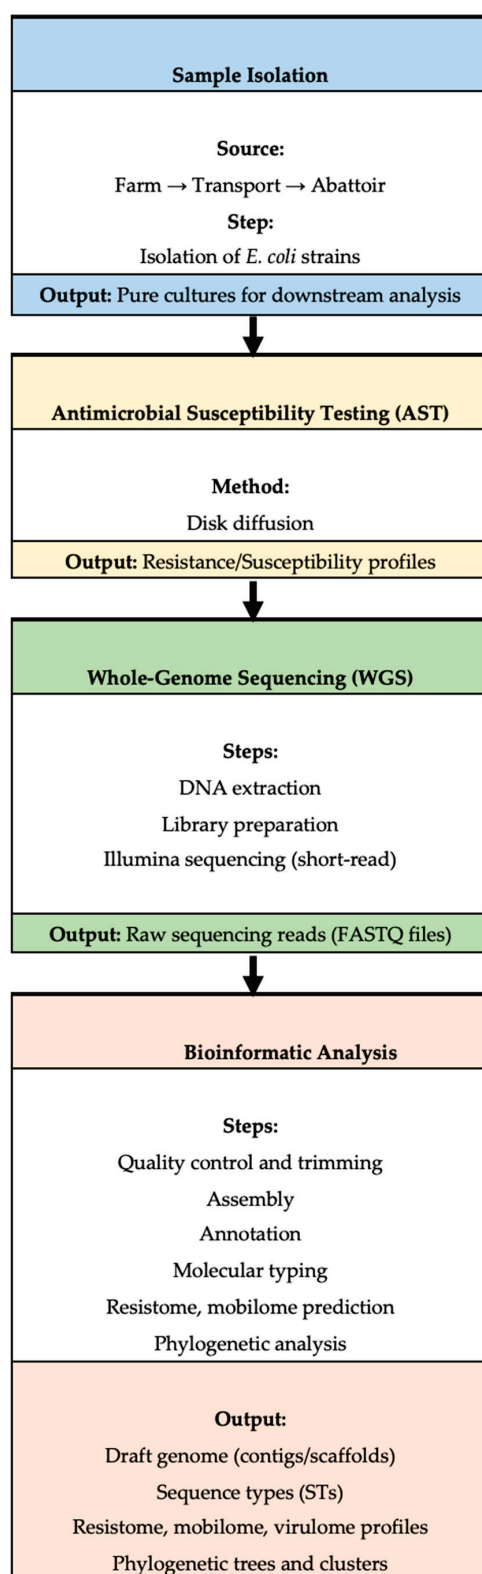 Sample Isolation
Source:
Farm → Transport → Abattoir
Step:
Isolation of E. coli strains
Output: Pure cultures for downstream analysis
Antimicrobial Susceptibility Testing (AST)
Method:
Disk diffusion
Output: Resistance/Susceptibility profiles
Whole-Genome Sequencing (WGS)
Steps:
DNA extraction
Library preparation
Illumina sequencing (short-read)
Output: Raw sequencing reads (FASTQ files)
Bioinformatic Analysis
Steps:
Quality control and trimming
Assembly
Annotation
Molecular typing
Resistome, mobilome prediction
Phylogenetic analysis
Output:
Draft genome (contigs/scaffolds)
Sequence types (STs)
Resistome, mobilome, virulome profiles
Phylogenetic trees and clusters